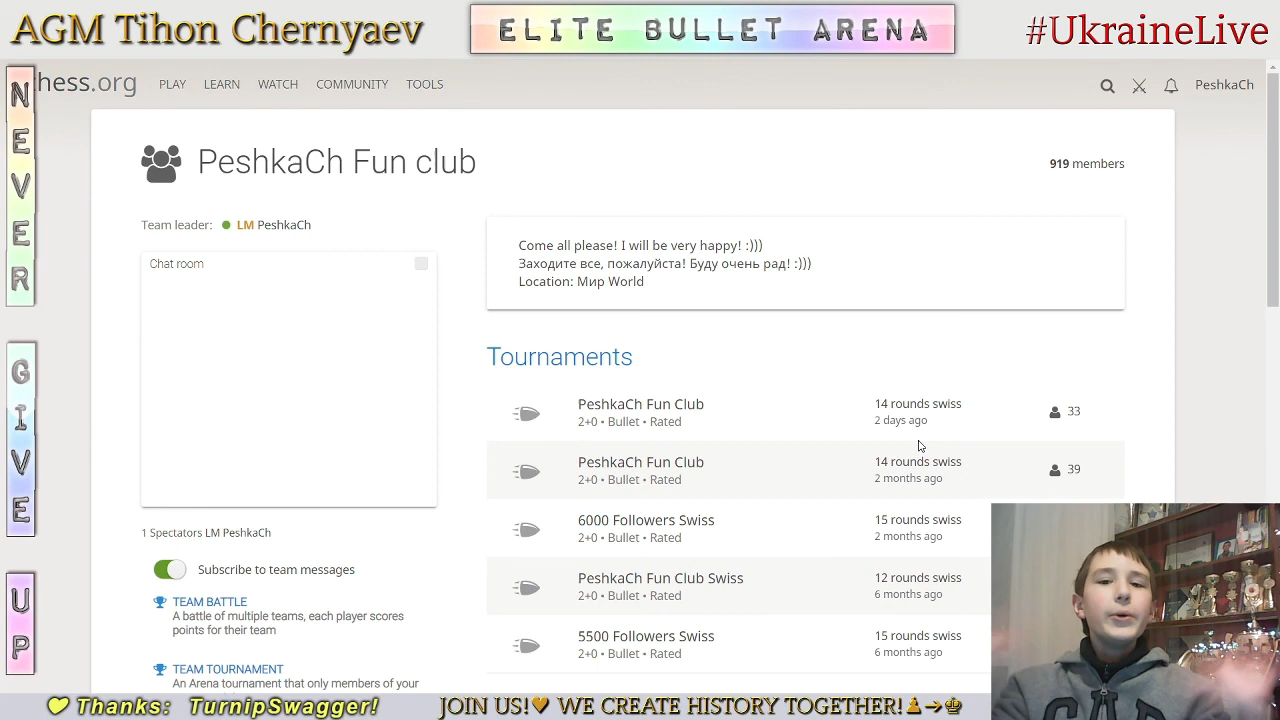 AGM Tihon Chernyaev
ELITE BULLET ARENA
#UkraineLive
NEVER
GIVE
UP
hess.org
PLAY LEARN WATCH COMMUNITY TOOLS
PeshkaCh
PeshkaCh Fun club
919 members
Team leader: LM PeshkaCh
Chat room
1 Spectators LM PeshkaCh
Subscribe to team messages
TEAM BATTLE
A battle of multiple teams, each player scores
points for their team
TEAM TOURNAMENT
An Arena tournament that only members of your
Come all please! I will be very happy! :)))
Заходите все, пожалуйста! Буду очень рад! :)))
Location: Мир World
Tournaments
PeshkaCh Fun Club 14 rounds swiss 33
2+0 • Bullet • Rated 2 days ago
PeshkaCh Fun Club 14 rounds swiss 39
2+0 • Bullet • Rated 2 months ago
6000 Followers Swiss 15 rounds swiss
2+0 • Bullet • Rated 2 months ago
PeshkaCh Fun Club Swiss 12 rounds swiss
2+0 • Bullet • Rated 6 months ago
5500 Followers Swiss 15 rounds swiss
2+0 • Bullet • Rated 6 months ago
Thanks: TurnipSwagger!
JOIN US! WE CREATE HISTORY TOGETHER!